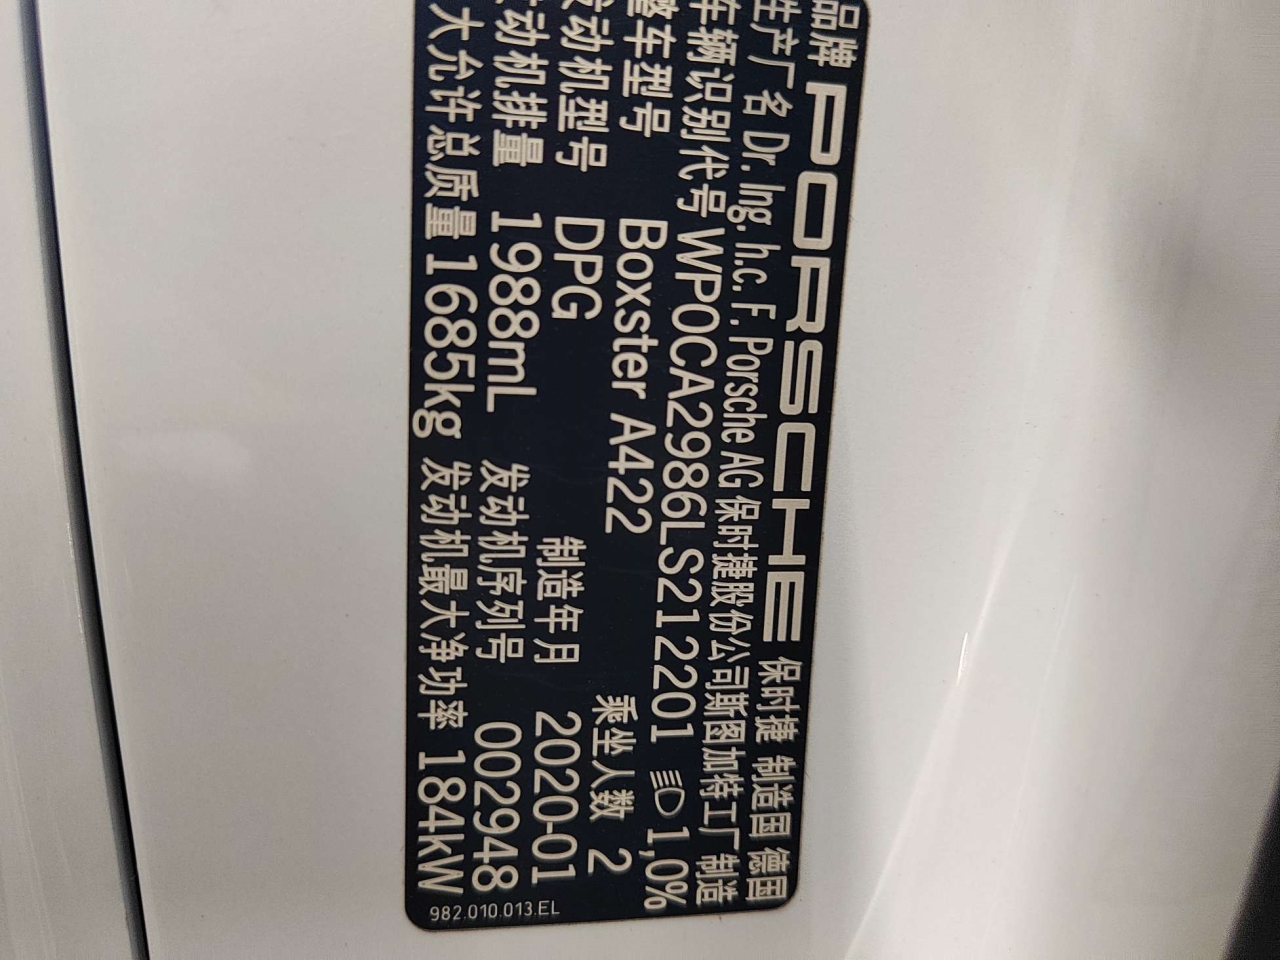 品牌 PORSCHE 保时捷 制造国 德国
生产厂名 Dr. Ing. h.c. F. Porsche AG 保时捷股份公司斯图加特工厂 制造
车辆识别代号 WP0CA2986LS212201 1,0%
整车型号 Boxster A422 乘坐人数 2
发动机型号 DPG 制造年月 2020-01
发动机排量 1988mL 发动机序列号 002948
大允许总质量 1685kg 发动机最大净功率 184kW
982.010.013.EL